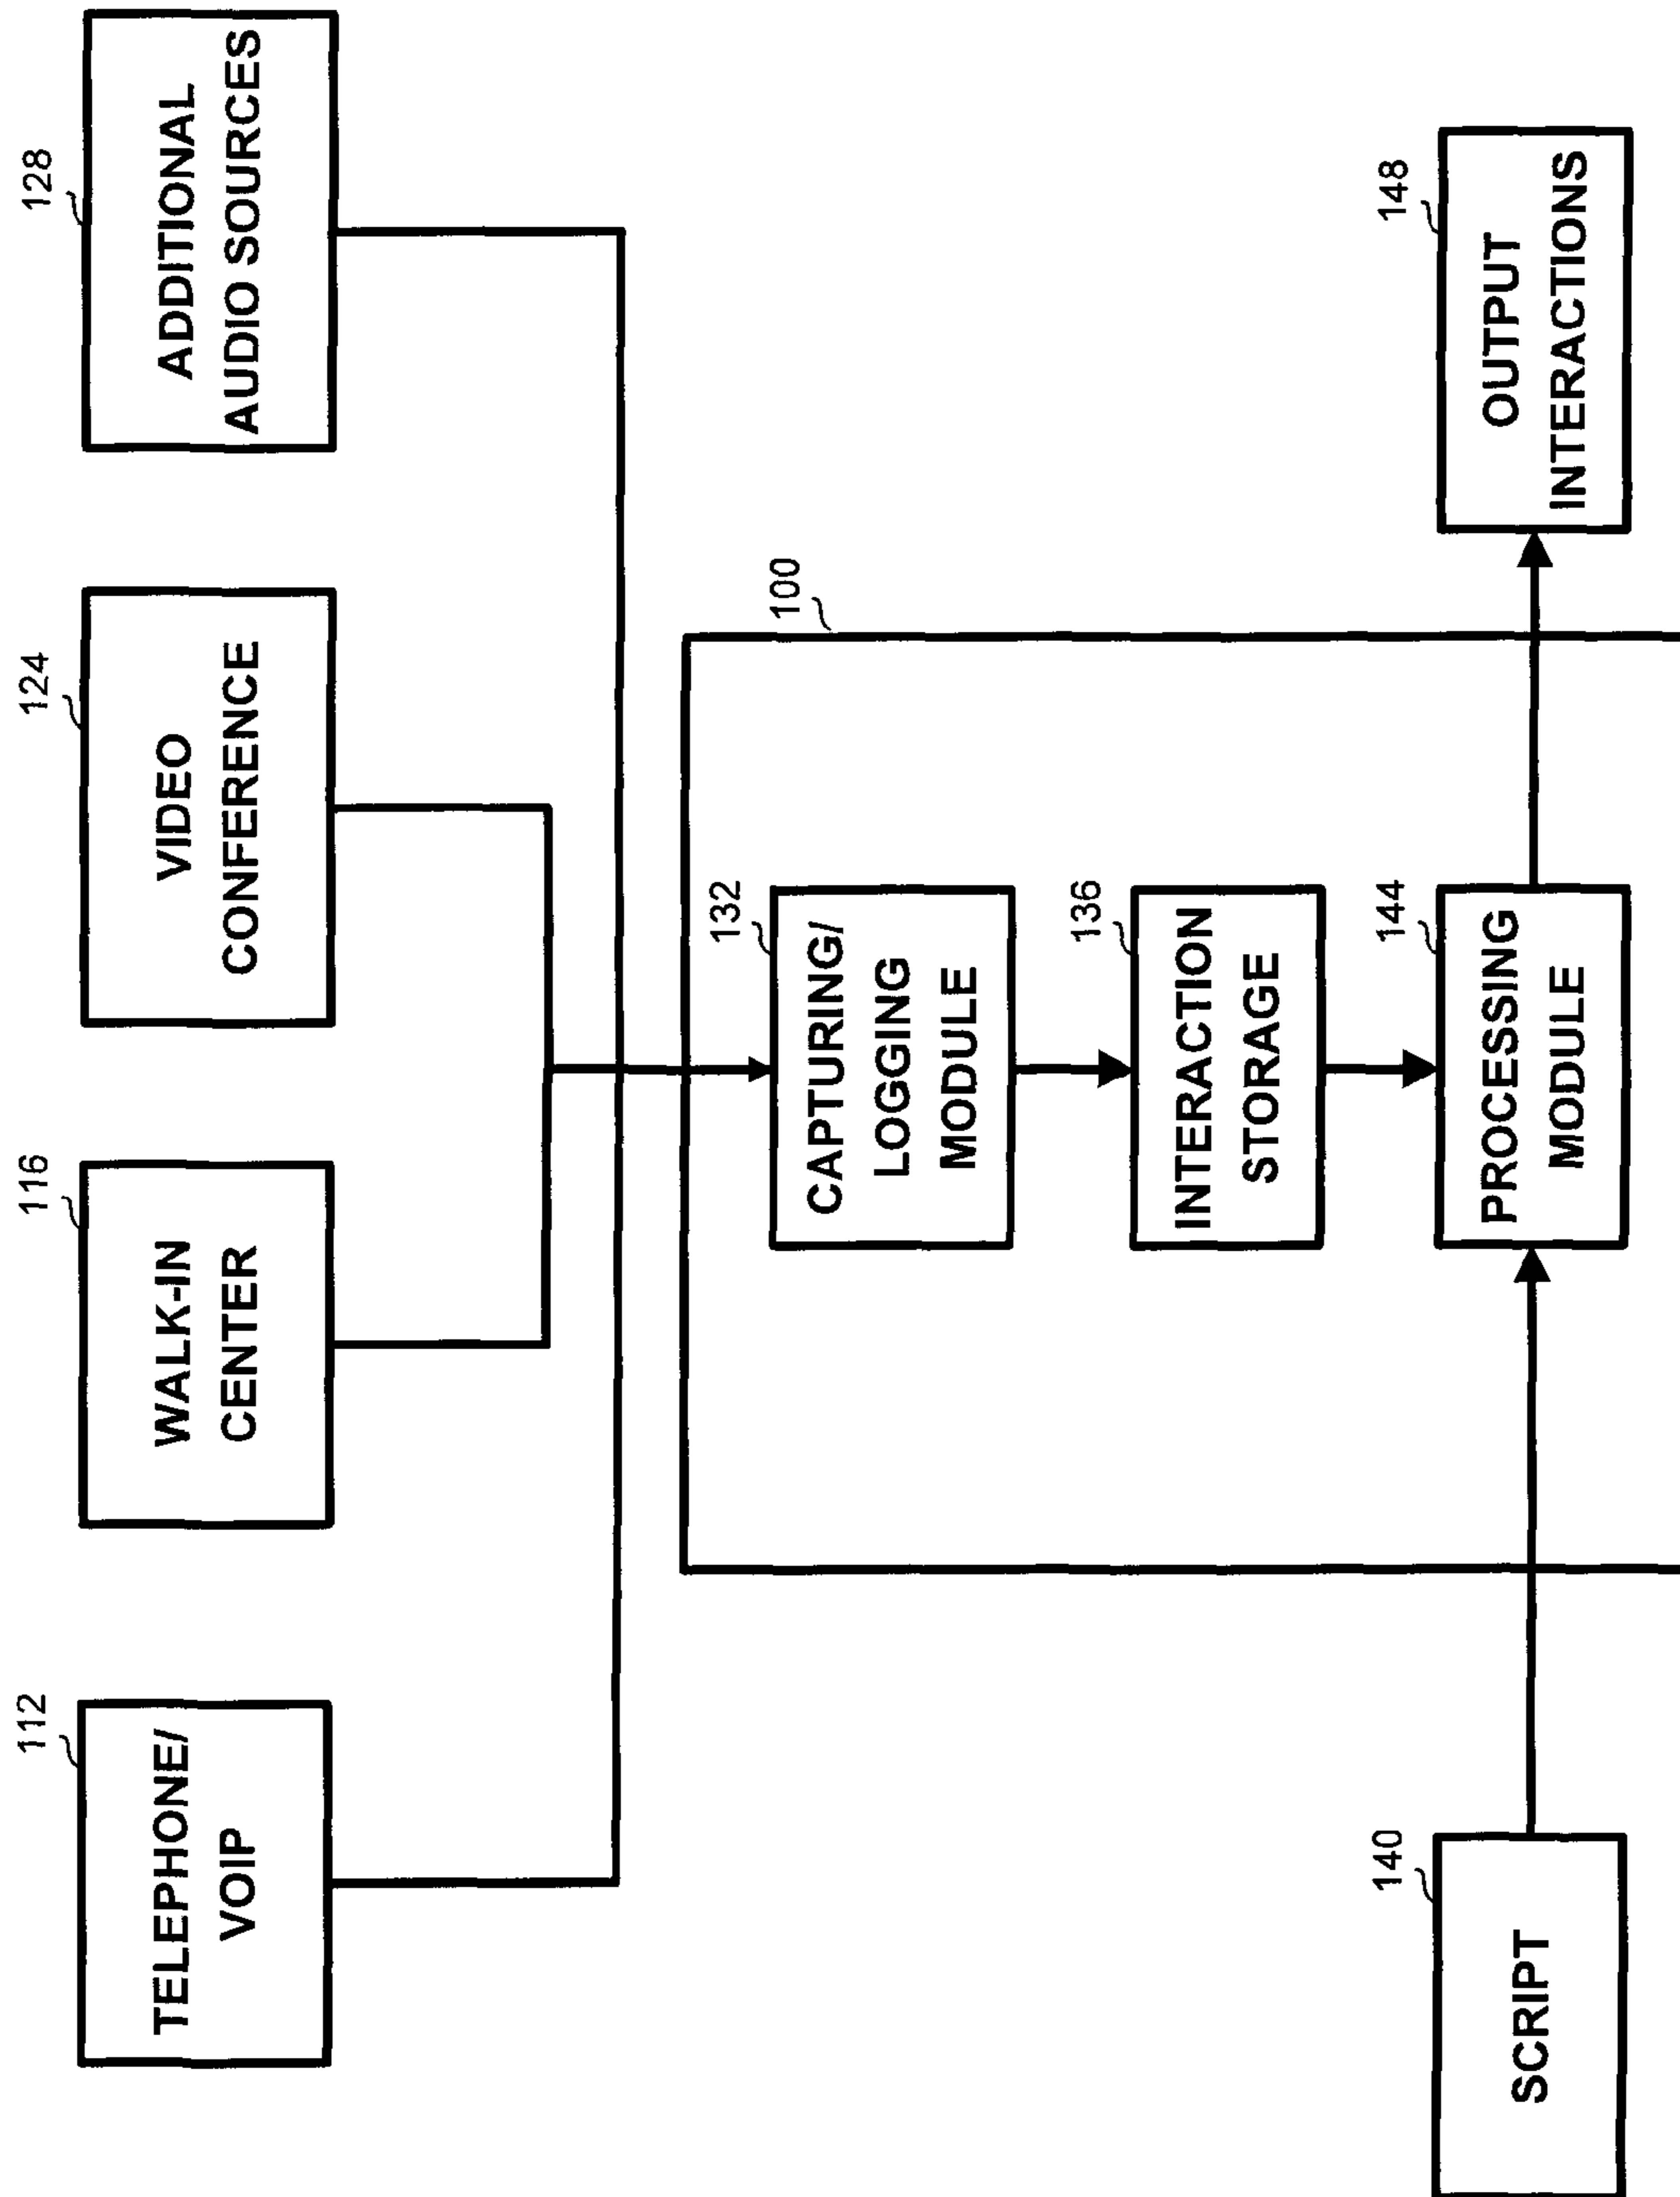 112
TELEPHONE/
VOIP
116
WALK-IN
CENTER
124
VIDEO
CONFERENCE
128
ADDITIONAL
AUDIO SOURCES
100
132
CAPTURING/
LOGGING
MODULE
136
INTERACTION
STORAGE
140
SCRIPT
144
PROCESSING
MODULE
148
OUTPUT
INTERACTIONS